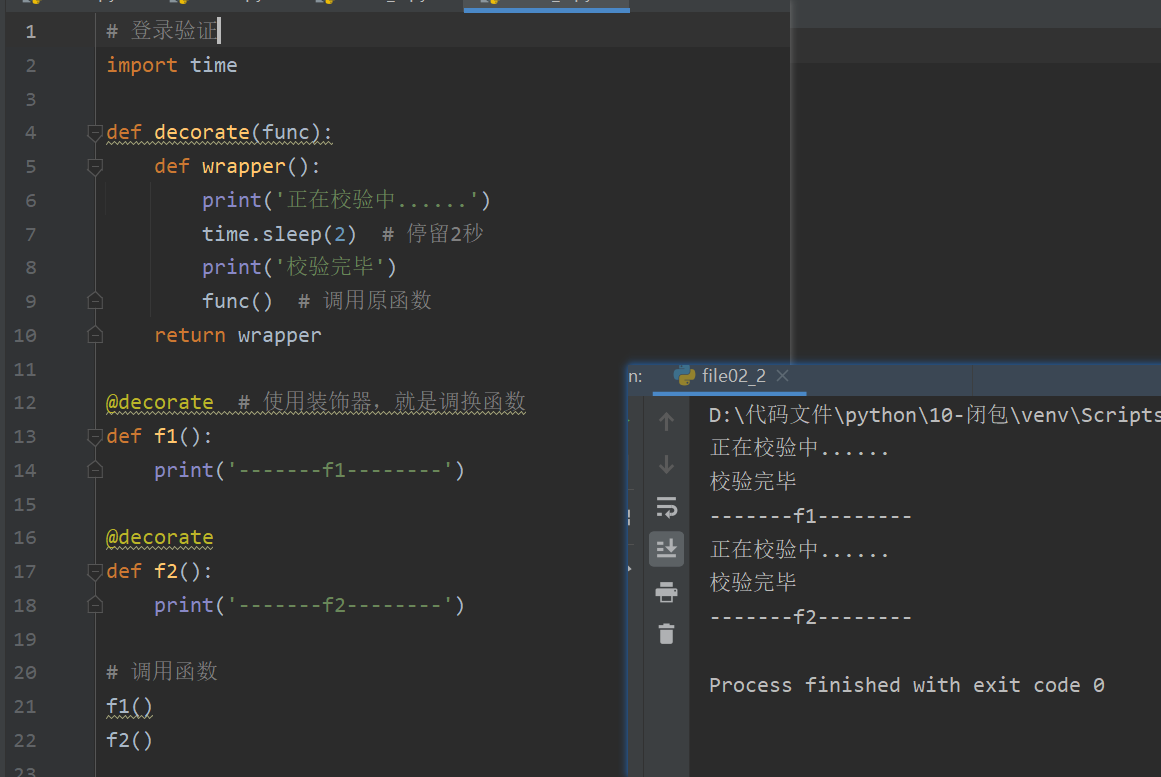 1 # 登录验证
2 import time
3
4 def decorate(func):
5 def wrapper():
6 print('正在校验中......')
7 time.sleep(2)  # 停留2秒
8 print('校验完毕')
9 func()  # 调用原函数
10 return wrapper
11
12 @decorate  # 使用装饰器，就是调换函数
13 def f1():
14 print('-------f1--------')
15
16 @decorate
17 def f2():
18 print('-------f2--------')
19
20 # 调用函数
21 f1()
22 f2()
23
n: file02_2
D:\代码文件\python\10-闭包\venv\Scripts
正在校验中......
校验完毕
-------f1--------
正在校验中......
校验完毕
-------f2--------
Process finished with exit code 0